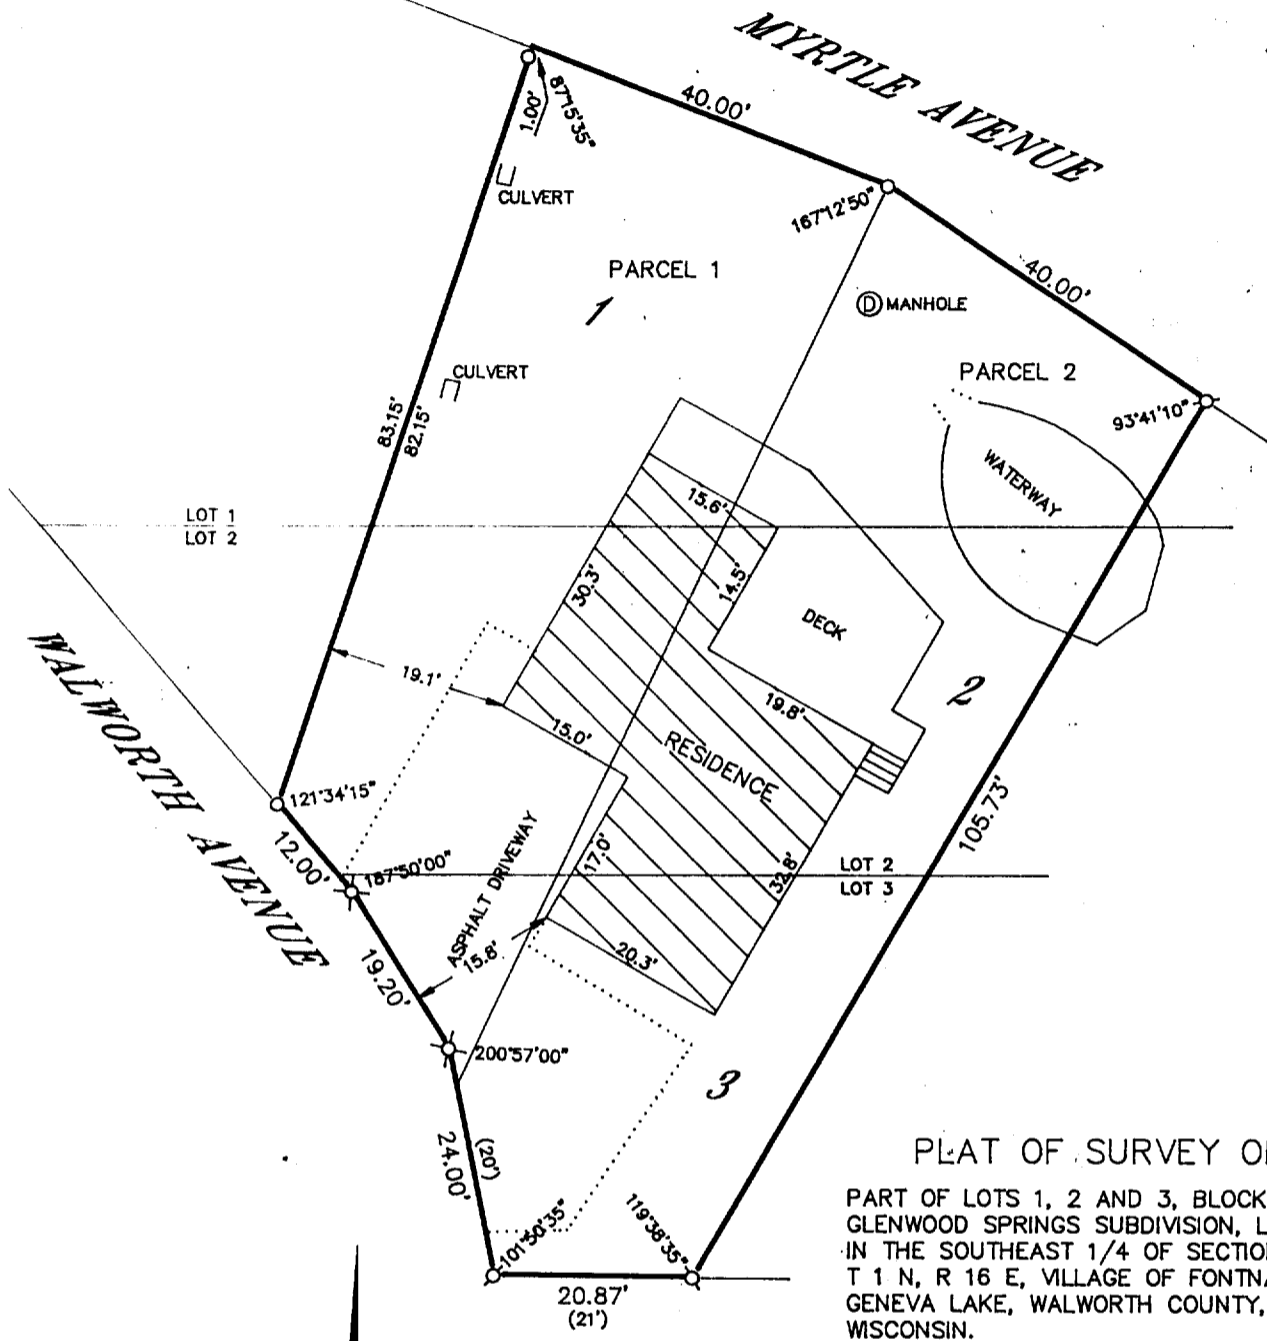 MYRTLE AVENUE
40.00'
87°15'35"
1.00'
CULVERT
167°12'50"
PARCEL 1
1
40.00'
MANHOLE
D
CULVERT
PARCEL 2
93°41'10"
83.15'
82.15'
WATERWAY
15.6'
LOT 1
LOT 2
30.3'
14.5'
DECK
19.1'
2
19.8'
15.0'
RESIDENCE
WALWORTH AVENUE
121°34'15"
12.00'
187°50'00"
ASPHALT DRIVEWAY
17.0'
32.8'
LOT 2
LOT 3
105.73'
15.8'
20.3'
19.20'
200°57'00"
3
24.00'
(20')
101°50'35"
119°38'35"
20.87'
(21')
PLAT OF SURVEY
PART OF LOTS 1, 2 AND 3, BLOCK
GLENWOOD SPRINGS SUBDIVISION,
IN THE SOUTHEAST 1/4 OF SECTION
T 1 N, R 16 E, VILLAGE OF
GENEVA LAKE, WALWORTH COUNTY,
WISCONSIN.